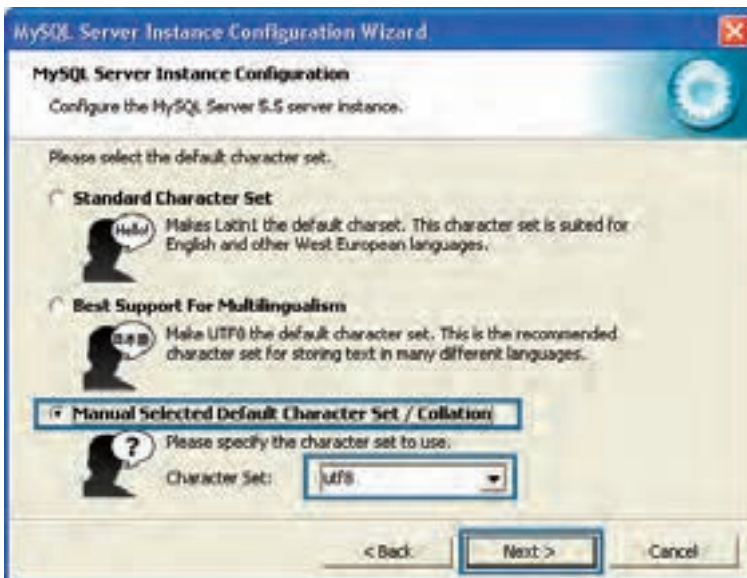 MySQL Server Instance Configuration Wizard
MySQL Server Instance Configuration
Configure the MySQL Server 5.5 server instance.
Please select the default character set.
Standard Character Set
Hello!
Makes Latin1 the default charset. This character set is suited for
English and other West European languages.
Best Support For Multilingualism
日本語
Make UTF8 the default character set. This is the recommended
character set for storing text in many different languages.
Manual Selected Default Character Set / Collation
?
Please specify the character set to use.
Character Set:
utf8
< Back
Next >
Cancel